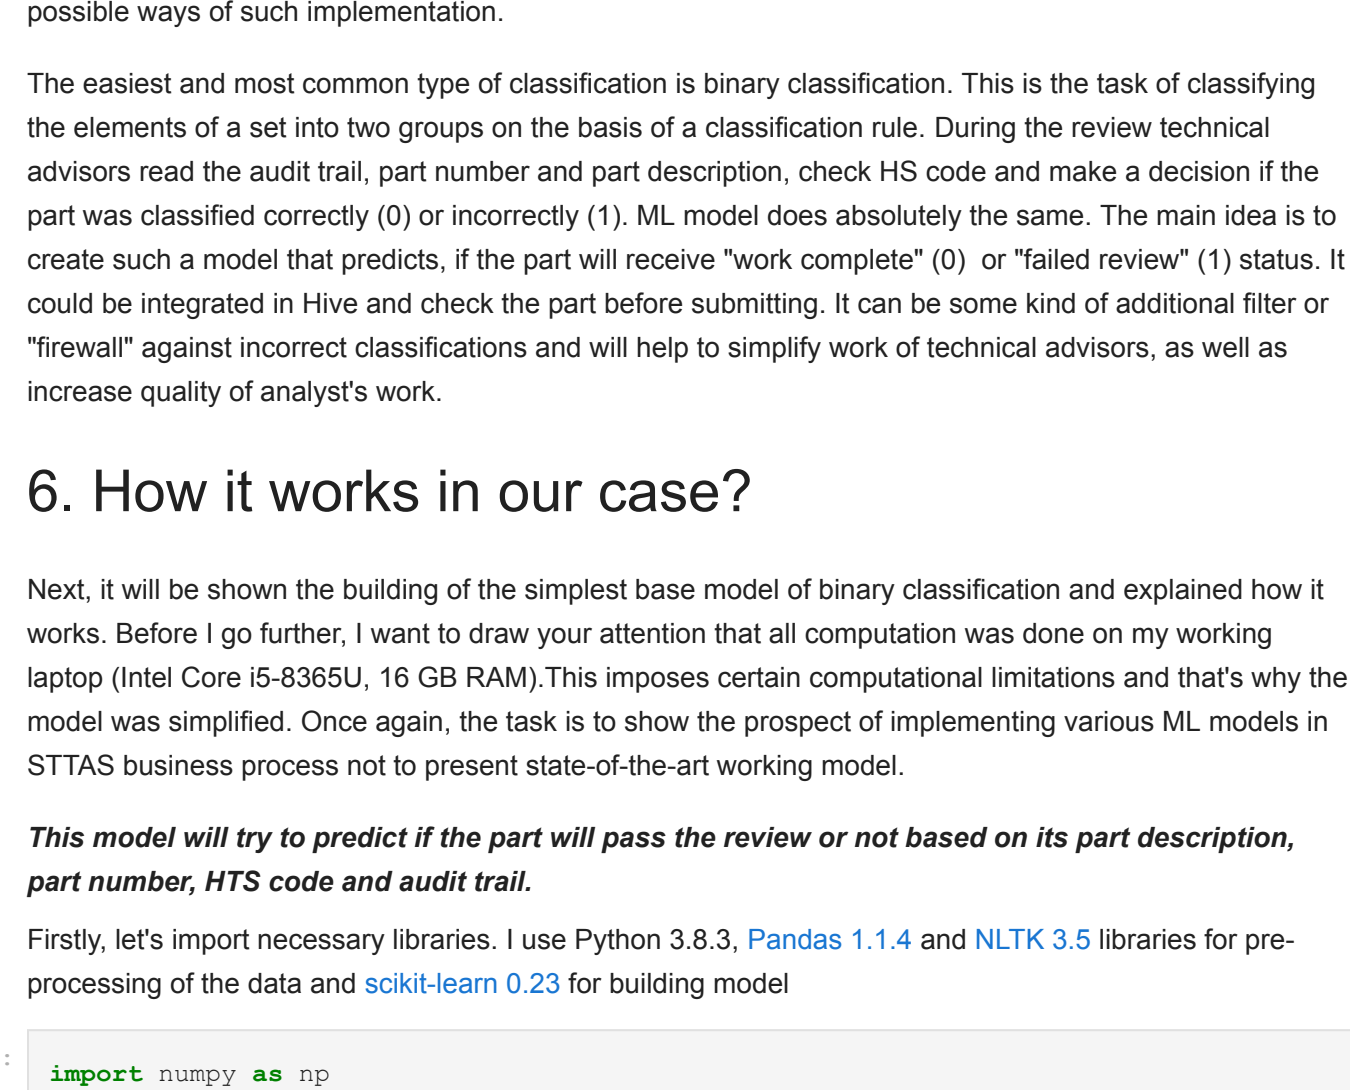 possible ways of such implementation.
The easiest and most common type of classification is binary classification. This is the task of classifying
the elements of a set into two groups on the basis of a classification rule. During the review technical
advisors read the audit trail, part number and part description, check HS code and make a decision if the
part was classified correctly (0) or incorrectly (1). ML model does absolutely the same. The main idea is to
create such a model that predicts, if the part will receive "work complete" (0)  or "failed review" (1) status. It
could be integrated in Hive and check the part before submitting. It can be some kind of additional filter or
"firewall" against incorrect classifications and will help to simplify work of technical advisors, as well as
increase quality of analyst's work.
6. How it works in our case?
Next, it will be shown the building of the simplest base model of binary classification and explained how it
works. Before I go further, I want to draw your attention that all computation was done on my working
laptop (Intel Core i5-8365U, 16 GB RAM).This imposes certain computational limitations and that's why the
model was simplified. Once again, the task is to show the prospect of implementing various ML models in
STTAS business process not to present state-of-the-art working model.
This model will try to predict if the part will pass the review or not based on its part description,
part number, HTS code and audit trail.
Firstly, let's import necessary libraries. I use Python 3.8.3, Pandas 1.1.4 and NLTK 3.5 libraries for pre-
processing of the data and scikit-learn 0.23 for building model
:
import numpy as np